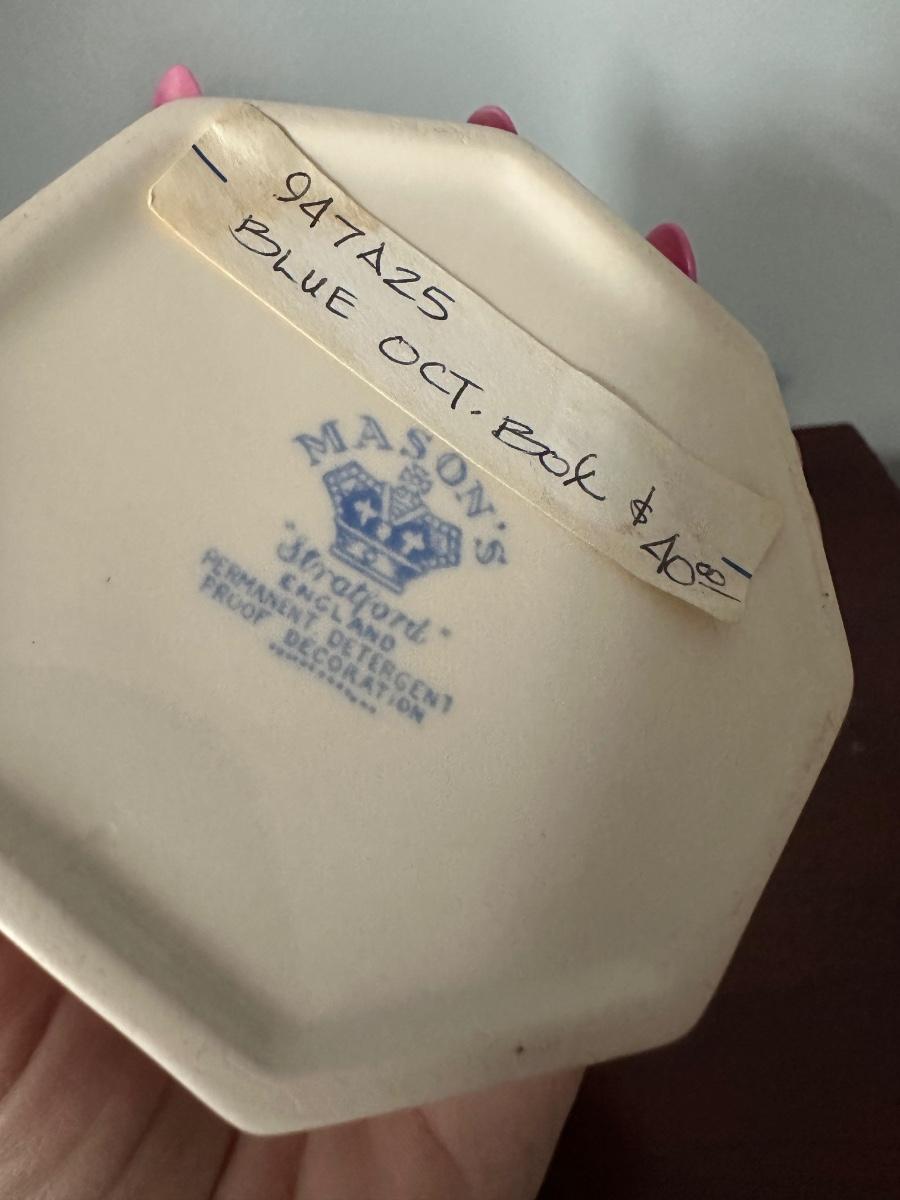 947A25
BLUE OCT. BOX $40.00
MASON'S
"Stratford"
ENGLAND
PERMANENT DETERGENT
PROOF DECORATION